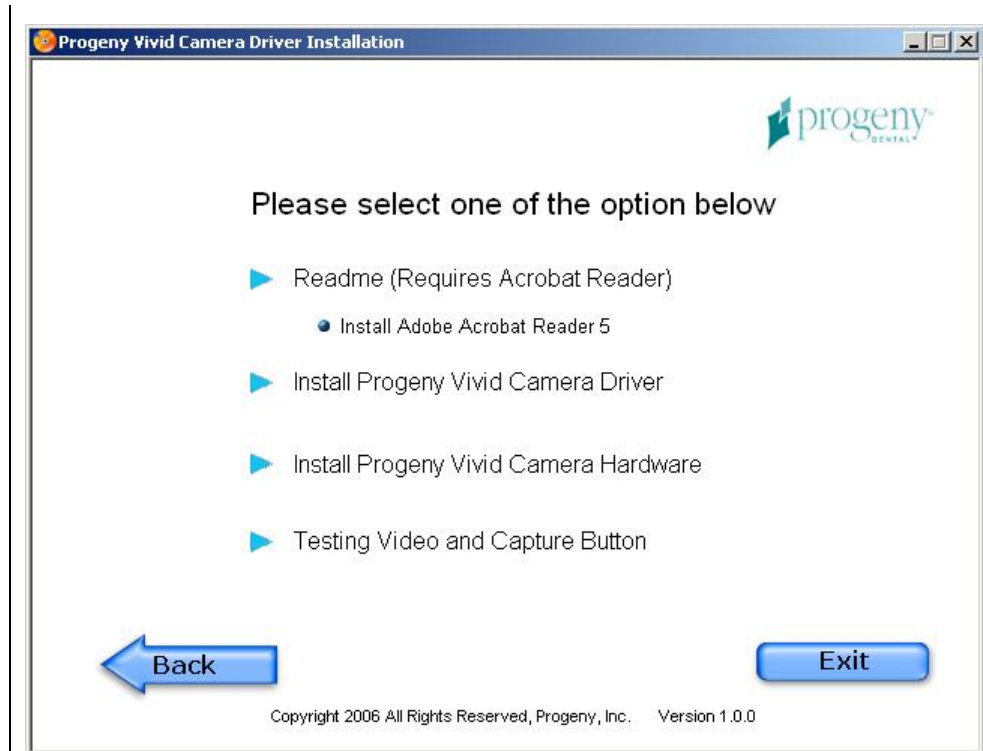 Progeny Vivid Camera Driver Installation
progeny™
DENTAL
Please select one of the option below
Readme (Requires Acrobat Reader)
Install Adobe Acrobat Reader 5
Install Progeny Vivid Camera Driver
Install Progeny Vivid Camera Hardware
Testing Video and Capture Button
Back
Exit
Copyright 2006 All Rights Reserved, Progeny, Inc. Version 1.0.0